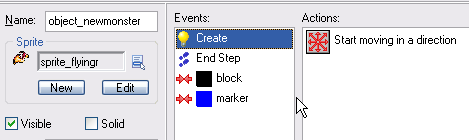 Name: object_newmonster
Sprite
sprite_flyingr
New Edit
Visible Solid
Events:
Create
End Step
block
marker
Actions:
Start moving in a direction